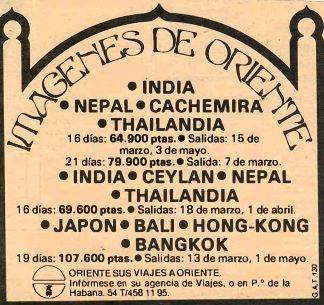 IMAGENES DE ORIENTE
• INDIA
• NEPAL • CACHEMIRA
• THAILANDIA
16 días: 64.900 ptas. • Salidas: 15 de
marzo, 3 de mayo.
21 días: 79.900 ptas. • Salida: 7 de marzo.
• INDIA • CEYLAN • NEPAL
• THAILANDIA
16 días: 69.600 ptas. • Salidas: 18 de marzo, 1 de abril.
• JAPON • BALI • HONG-KONG
• BANGKOK
19 días: 107.600 ptas. • Salidas: 13 de marzo, 1 de mayo.
ORIENTE SUS VIAJES A ORIENTE.
Infórmese en su agencia de Viajes, o en P.º de la
Habana. 54 T/458 11 95.
G.A.T. 130